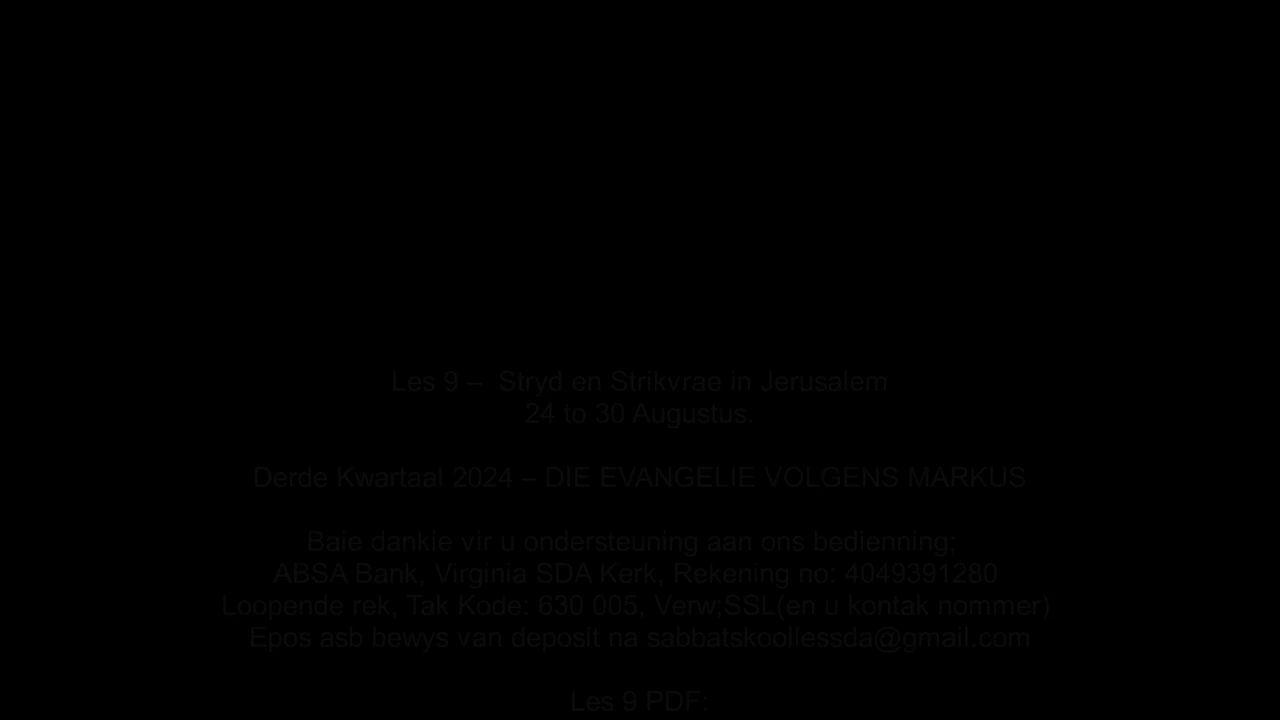 Les 9 – Stryd en Strikvrae in Jerusalem
24 to 30 Augustus.
Derde Kwartaal 2024 – DIE EVANGELIE VOLGENS MARKUS
Baie dankie vir u ondersteuning aan ons bedienning;
ABSA Bank, Virginia SDA Kerk, Rekening no: 4049391280
Loopende rek, Tak Kode: 630 005, Verw;SSL(en u kontak nommer)
Epos asb bewys van deposit na sabbatskoollessda@gmail.com
Les 9 PDF: